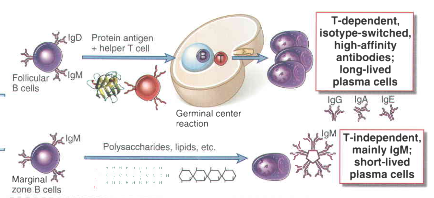 IgD
Protein antigen
+ helper T cell
IgM
Follicular
B cells
Germinal center
reaction
T-dependent,
isotype-switched,
high-affinity
antibodies;
long-lived
plasma cells
IgG IgA IgE
IgM
Polysaccharides, lipids, etc.
Marginal
zone B cells
IgM
T-independent,
mainly IgM;
short-lived
plasma cells